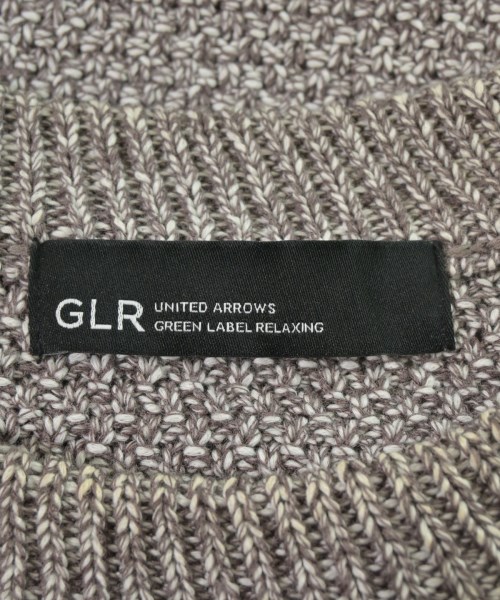 GLR
UNITED ARROWS
GREEN LABEL RELAXING